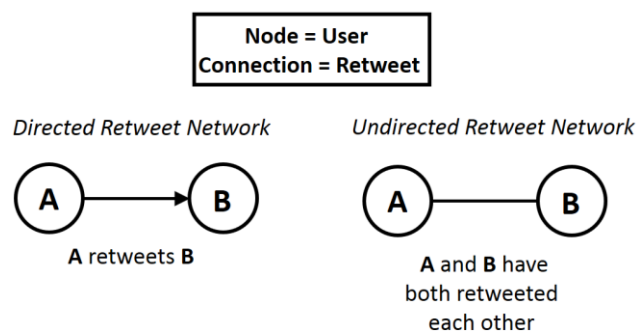 Node = User
Connection = Retweet
Directed Retweet Network
A
B
A retweets B
Undirected Retweet Network
A
B
A and B have
both retweeted
each other